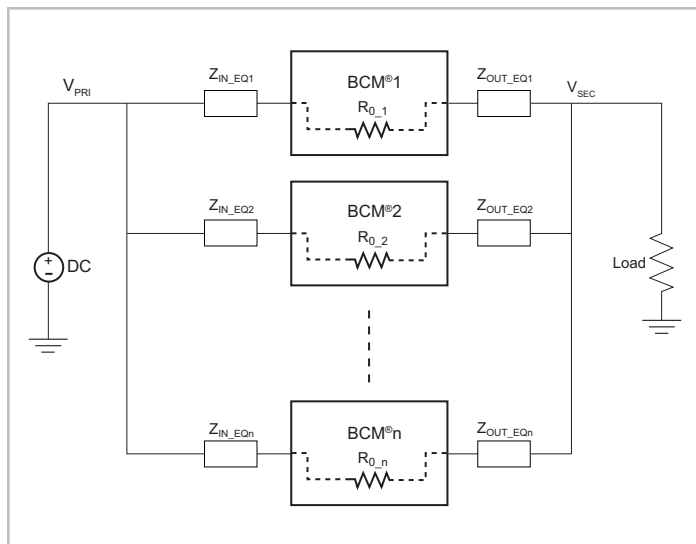 V_PRI
Z_IN_EQ1
BCM®1
R_0_1
Z_OUT_EQ1
V_SEC
Z_IN_EQ2
BCM®2
R_0_2
Z_OUT_EQ2
+
–
DC
Load
Z_IN_EQn
BCM®n
R_0_n
Z_OUT_EQn